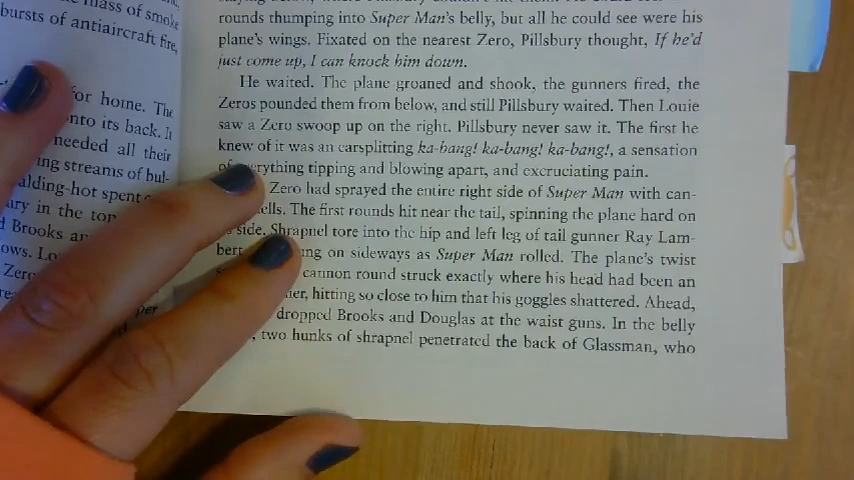 mass of smoke
bursts of antiaircraft fire,
for home. The
onto its back. It
needed all their
ing streams of bul-
alding-hot spent
ary in the top
d Brooks an
ows. Lo
Zero
per
rounds thumping into Super Man's belly, but all he could see were his
plane's wings. Fixated on the nearest Zero, Pillsbury thought, If he'd
just come up, I can knock him down.
He waited. The plane groaned and shook, the gunners fired, the
Zeros pounded them from below, and still Pillsbury waited. Then Louie
saw a Zero swoop up on the right. Pillsbury never saw it. The first he
knew of it was an earsplitting ka-bang! ka-bang! ka-bang!, a sensation
of everything tipping and blowing apart, and excruciating pain.
Zero had sprayed the entire right side of Super Man with can-
ells. The first rounds hit near the tail, spinning the plane hard on
side. Shrapnel tore into the hip and left leg of tail gunner Ray Lam-
bert ng on sideways as Super Man rolled. The plane's twist
cannon round struck exactly where his head had been an
ier, hitting so close to him that his goggles shattered. Ahead,
dropped Brooks and Douglas at the waist guns. In the belly
, two hunks of shrapnel penetrated the back of Glassman, who